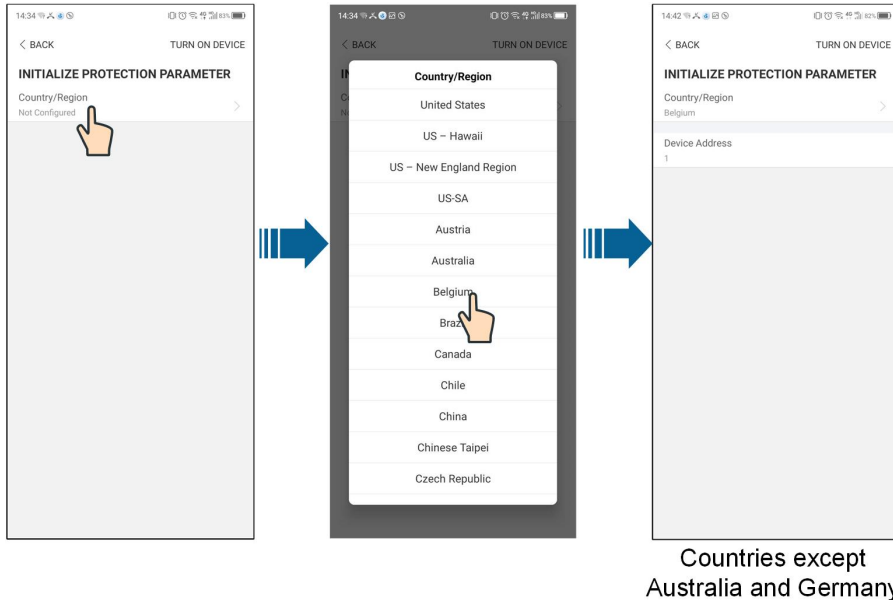 14:34
83%
BACK
TURN ON DEVICE
INITIALIZE PROTECTION PARAMETER
Country/Region
Not Configured
14:34
83%
BACK
TURN ON DEVICE
Country/Region
United States
US – Hawaii
US – New England Region
US-SA
Austria
Australia
Belgium
Canada
Chile
China
Chinese Taipei
Czech Republic
14:42
82%
BACK
TURN ON DEVICE
INITIALIZE PROTECTION PARAMETER
Country/Region
Belgium
Device Address
1
Countries except
Australia and Germany